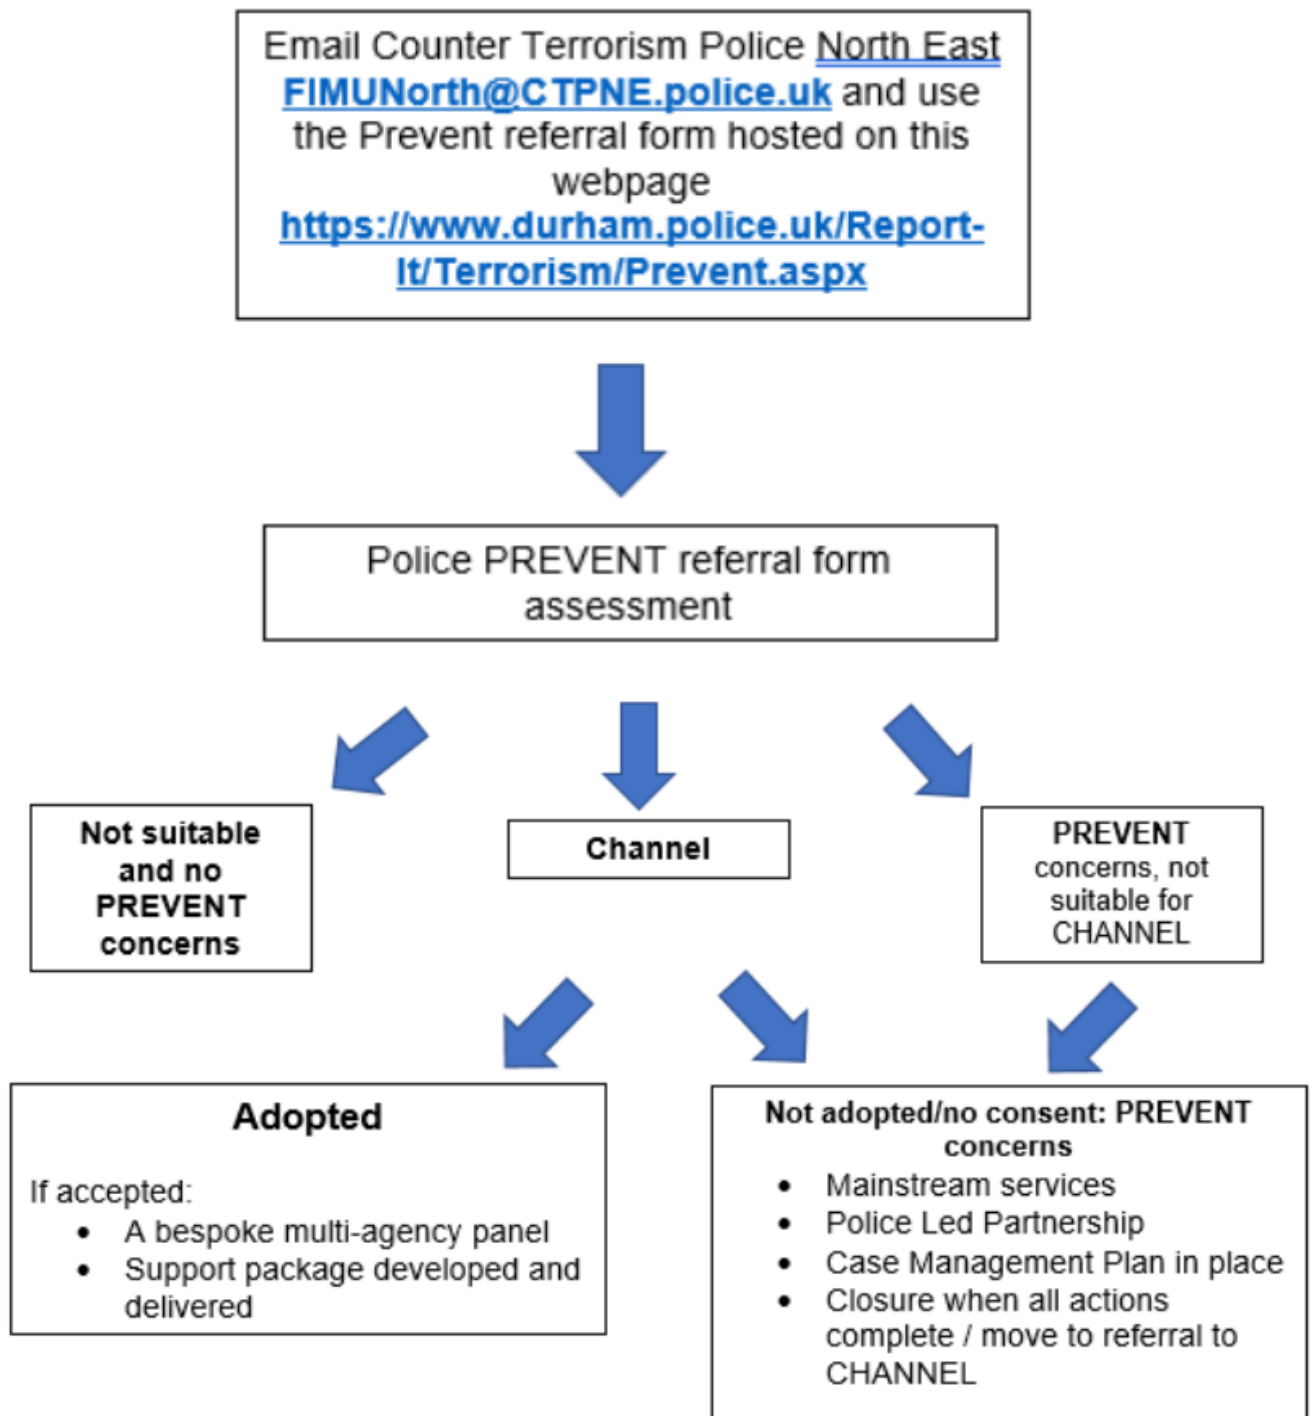 Email Counter Terrorism Police North East
FIMUNorth@CTPNE.police.uk and use
the Prevent referral form hosted on this
webpage
https://www.durham.police.uk/Report-
It/Terrorism/Prevent.aspx
Police PREVENT referral form
assessment
Not suitable
and no
PREVENT
concerns
Channel
PREVENT
concerns, not
suitable for
CHANNEL
Adopted
If accepted:
• A bespoke multi-agency panel
• Support package developed and
delivered
Not adopted/no consent: PREVENT
concerns
• Mainstream services
• Police Led Partnership
• Case Management Plan in place
• Closure when all actions
complete / move to referral to
CHANNEL